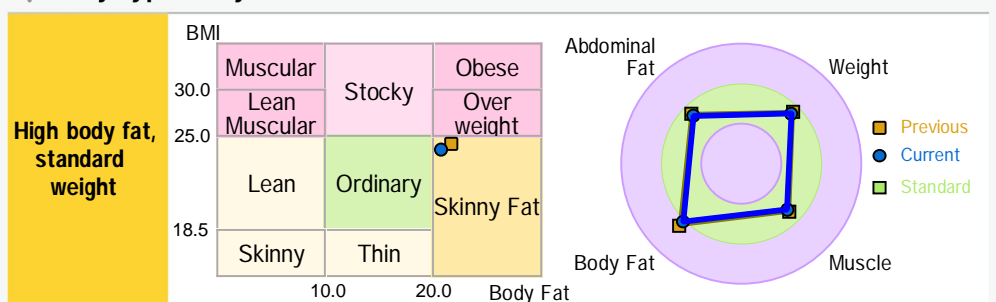 High body fat,
standard
weight
BMI
30.0
25.0
18.5
Muscular
Stocky
Obese
Lean
Muscular
Over
weight
Lean
Ordinary
Skinny Fat
Skinny
Thin
10.0
20.0
Body Fat
Abdominal
Fat
Weight
Body Fat
Muscle
Previous
Current
Standard